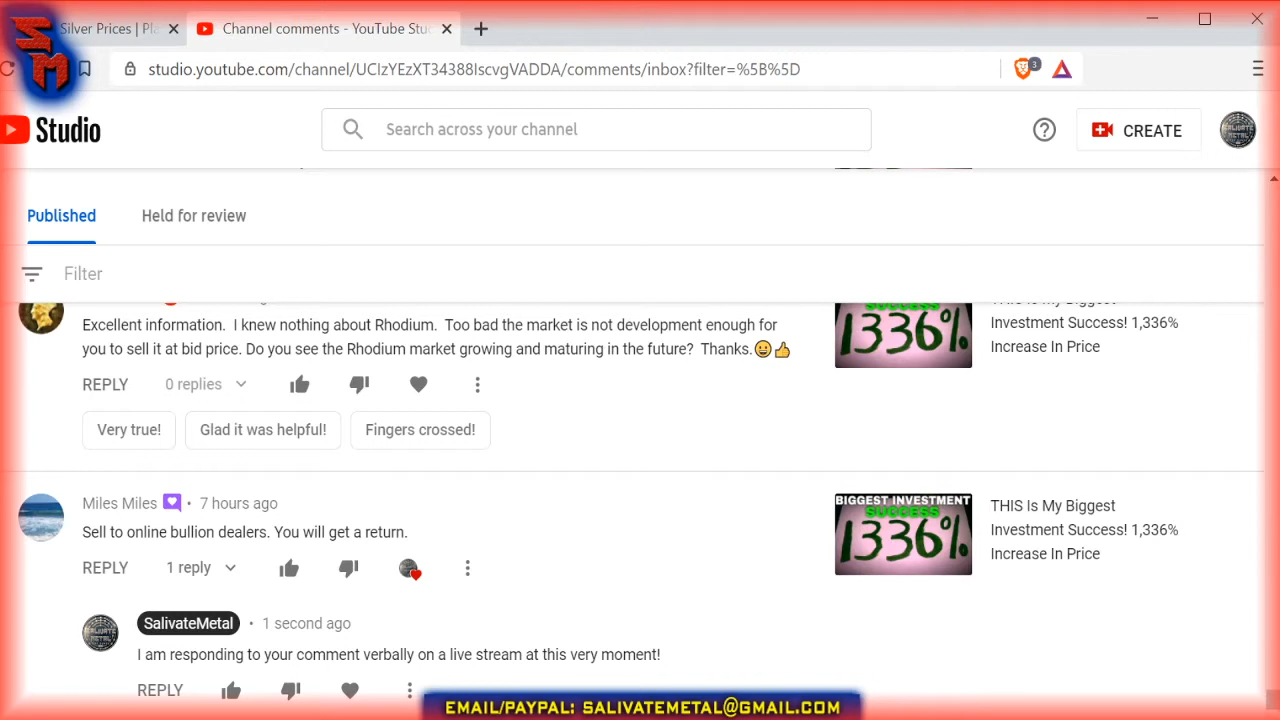 SM
Silver Prices | Pl
Channel comments - YouTube Stu
studio.youtube.com/channel/UCIzYEzXT34388IscvgVADDA/comments/inbox?filter=%5B%5D
3
Studio
Search across your channel
CREATE
SALIVATE METAL
Published
Held for review
Filter
Excellent information. I knew nothing about Rhodium. Too bad the market is not development enough for
you to sell it at bid price. Do you see the Rhodium market growing and maturing in the future? Thanks.😀👍
REPLY 0 replies
Very true! Glad it was helpful! Fingers crossed!
SUCCESS
1336%
THIS Is My Biggest
Investment Success! 1,336%
Increase In Price
Miles Miles • 7 hours ago
Sell to online bullion dealers. You will get a return.
REPLY 1 reply
BIGGEST INVESTMENT
SUCCESS
1336%
THIS Is My Biggest
Investment Success! 1,336%
Increase In Price
SALIVATE METAL
SalivateMetal • 1 second ago
I am responding to your comment verbally on a live stream at this very moment!
REPLY
EMAIL/PAYPAL: SALIVATEMETAL@GMAIL.COM